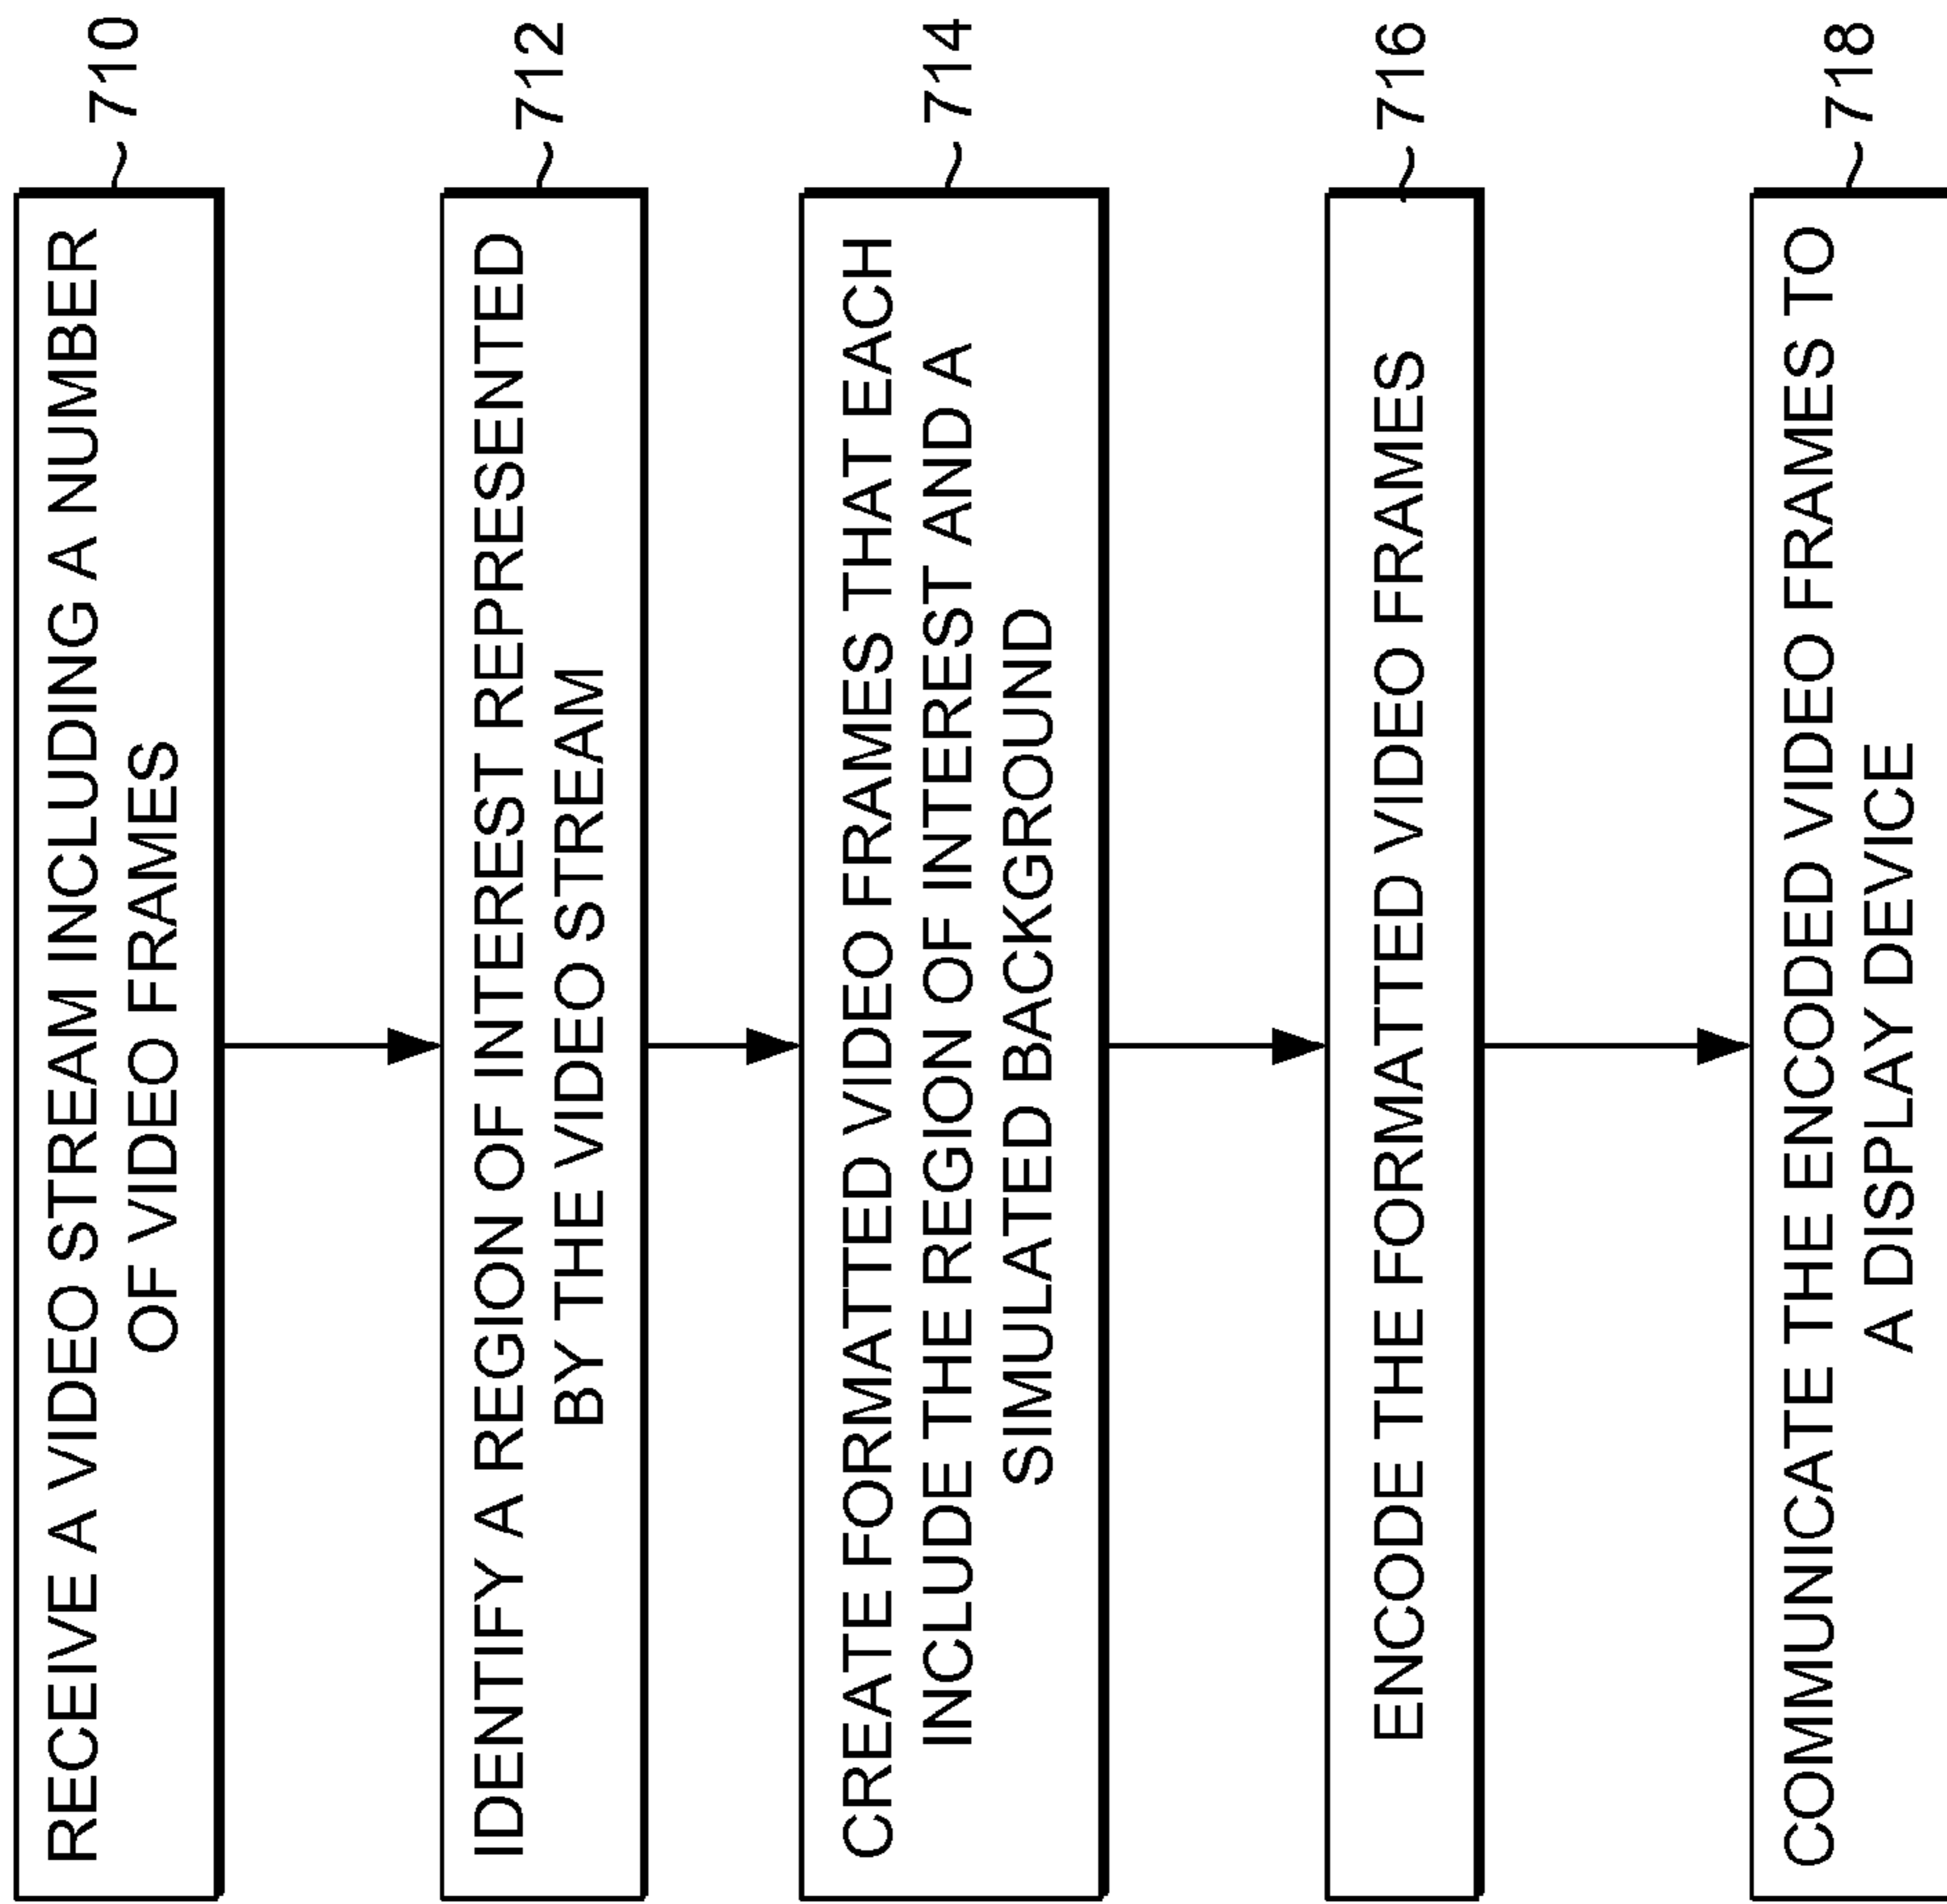 RECEIVE A VIDEO STREAM INCLUDING A NUMBER
OF VIDEO FRAMES
710
IDENTIFY A REGION OF INTEREST REPRESENTED
BY THE VIDEO STREAM
712
CREATE FORMATTED VIDEO FRAMES THAT EACH
INCLUDE THE REGION OF INTEREST AND A
SIMULATED BACKGROUND
714
ENCODE THE FORMATTED VIDEO FRAMES
716
COMMUNICATE THE ENCODED VIDEO FRAMES TO
A DISPLAY DEVICE
718